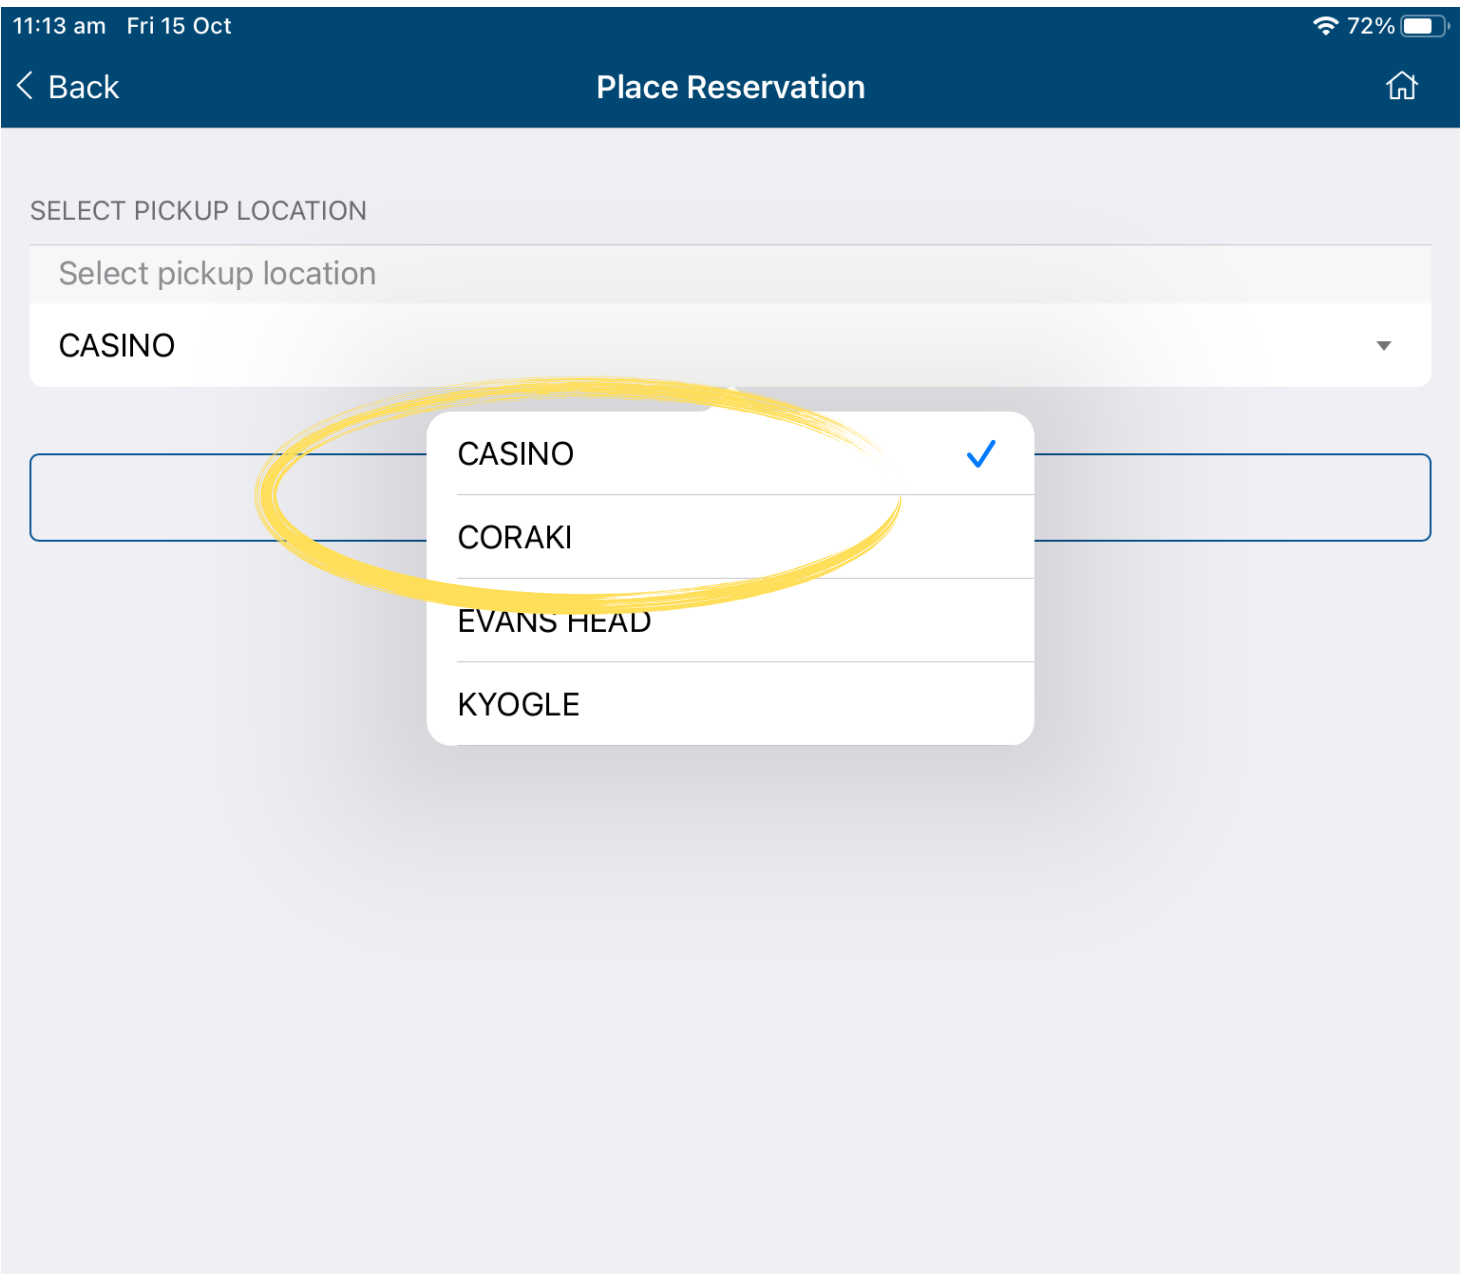 11:13 am Fri 15 Oct 72%
Back Place Reservation
SELECT PICKUP LOCATION
Select pickup location
CASINO
CASINO
CORAKI
EVANS HEAD
KYOGLE